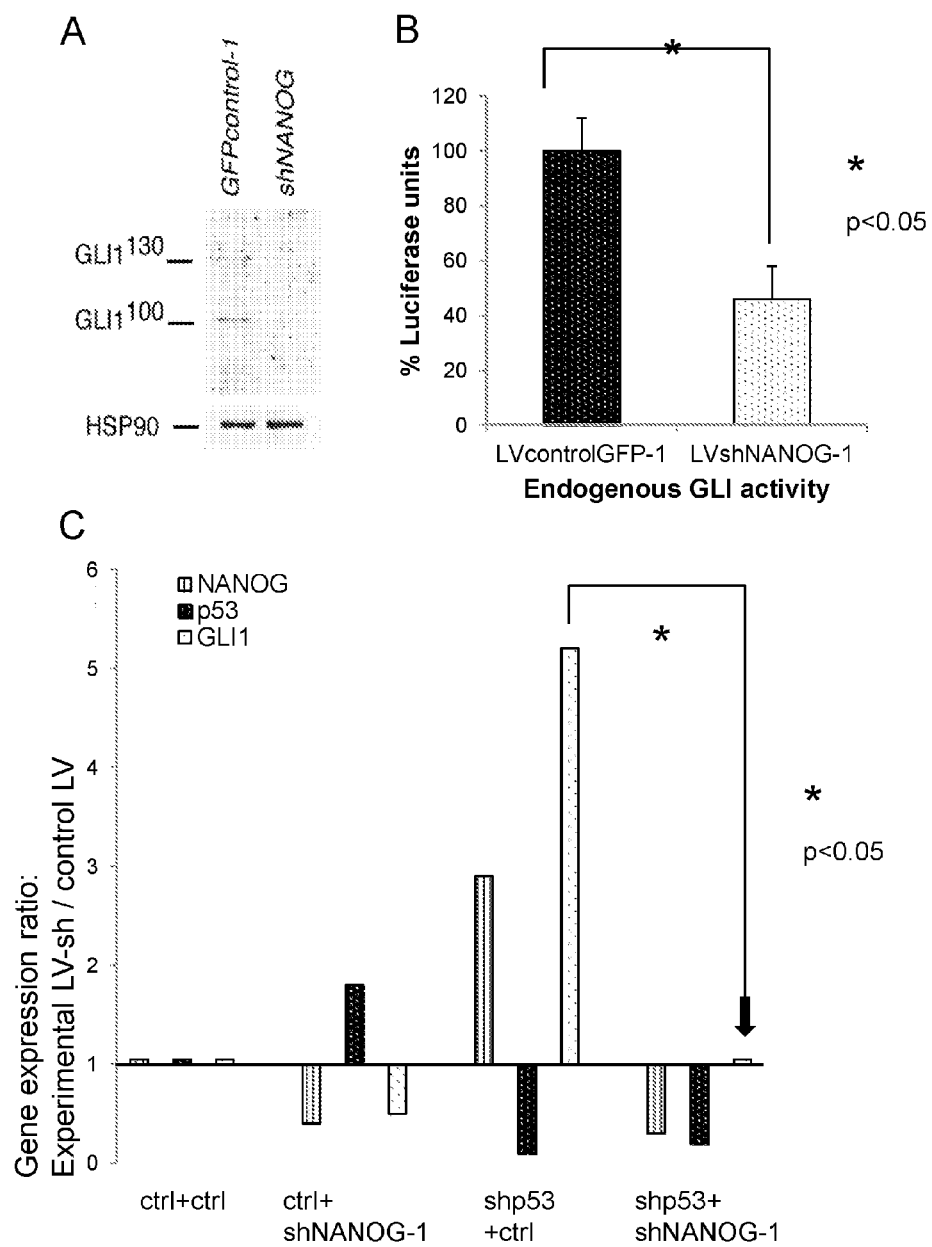 A
GFPcontrol-1
shNANOG
GLI1130
GLI1100
HSP90
B
% Luciferase units
120
100
80
60
40
20
0
*
*
p<0.05
LVcontrolGFP-1
LVshNANOG-1
Endogenous GLI activity
C
Gene expression ratio:
Experimental LV-sh / control LV
6
5
4
3
2
1
0
NANOG
p53
GLI1
*
*
p<0.05
ctrl+ctrl
ctrl+
shNANOG-1
shp53
+ctrl
shp53+
shNANOG-1